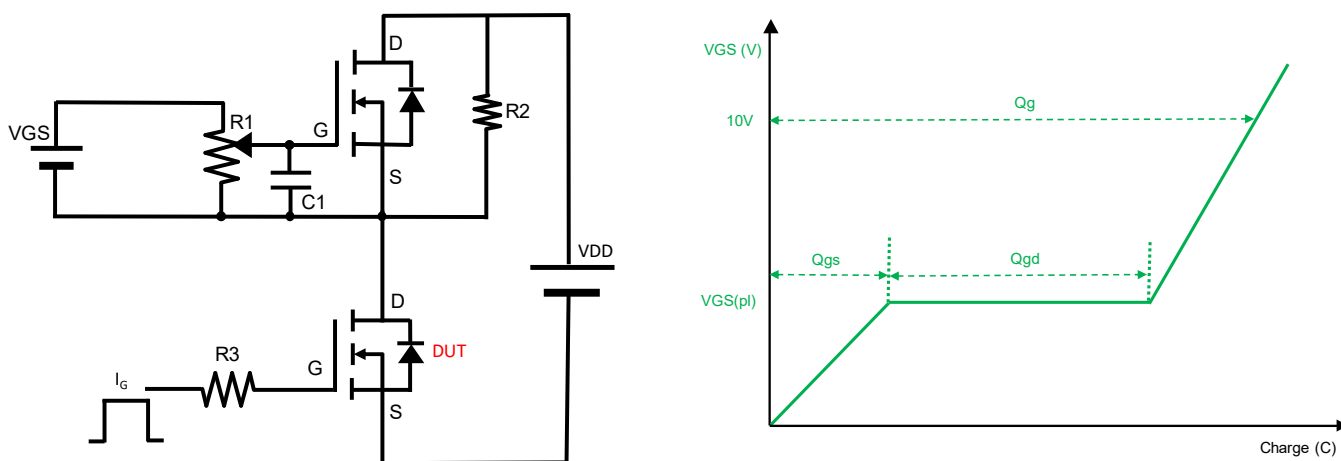 D
R1
VGS
G
R2
S
C1
VDD
D
R3
DUT
G
IG
S
VGS (V)
Qg
10V
Qgs
Qgd
VGS(pl)
Charge (C)